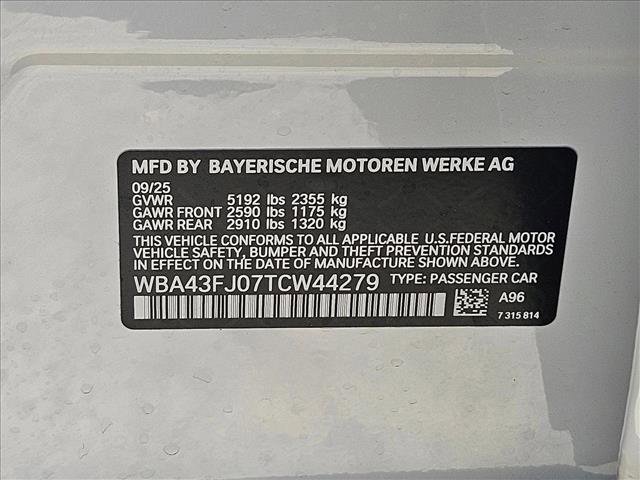 MFD BY BAYERISCHE MOTOREN WERKE AG
09/25
GVWR 5192 lbs 2355 kg
GAWR FRONT 2590 lbs 1175 kg
GAWR REAR 2910 lbs 1320 kg
THIS VEHICLE CONFORMS TO ALL APPLICABLE U.S.FEDERAL MOTOR
VEHICLE SAFETY, BUMPER AND THEFT PREVENTION STANDARDS
IN EFFECT ON THE DATE OF MANUFACTURE SHOWN ABOVE.
WBA43FJ07TCW44279 TYPE: PASSENGER CAR
A96
7 315 814